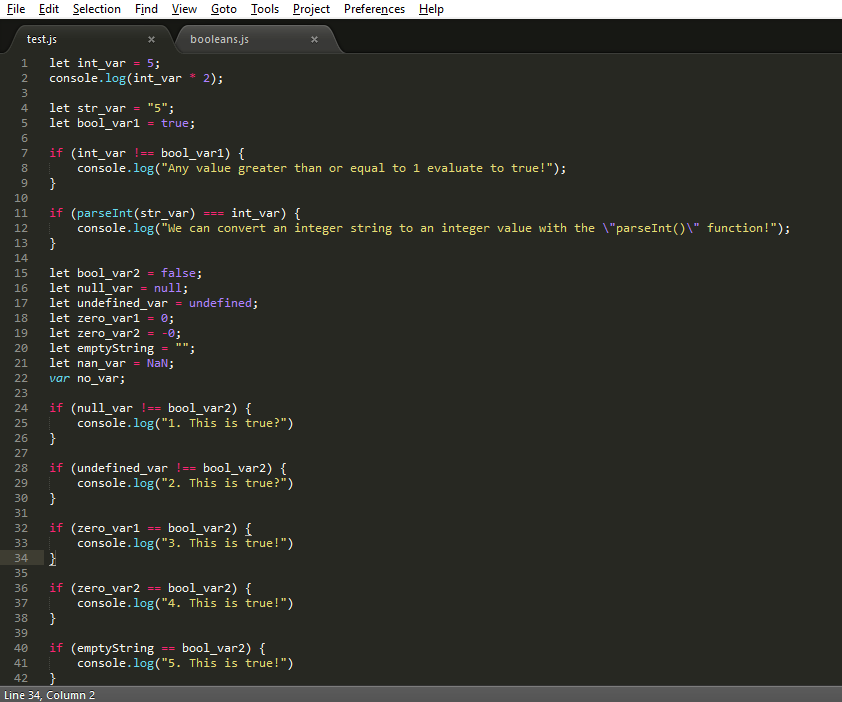 File Edit Selection Find View Goto Tools Project Preferences Help
test.js × booleans.js ×
1 let int_var = 5;
2 console.log(int_var * 2);
3
4 let str_var = "5";
5 let bool_var1 = true;
6
7 if (int_var !== bool_var1) {
8 console.log("Any value greater than or equal to 1 evaluate to true!");
9 }
10
11 if (parseInt(str_var) === int_var) {
12 console.log("We can convert an integer string to an integer value with the \"parseInt()\" function!");
13 }
14
15 let bool_var2 = false;
16 let null_var = null;
17 let undefined_var = undefined;
18 let zero_var1 = 0;
19 let zero_var2 = -0;
20 let emptyString = "";
21 let nan_var = NaN;
22 var no_var;
23
24 if (null_var !== bool_var2) {
25 console.log("1. This is true?")
26 }
27
28 if (undefined_var !== bool_var2) {
29 console.log("2. This is true?")
30 }
31
32 if (zero_var1 == bool_var2) {
33 console.log("3. This is true!")
34 }
35
36 if (zero_var2 == bool_var2) {
37 console.log("4. This is true!")
38 }
39
40 if (emptyString == bool_var2) {
41 console.log("5. This is true!")
42 }
Line 34, Column 2